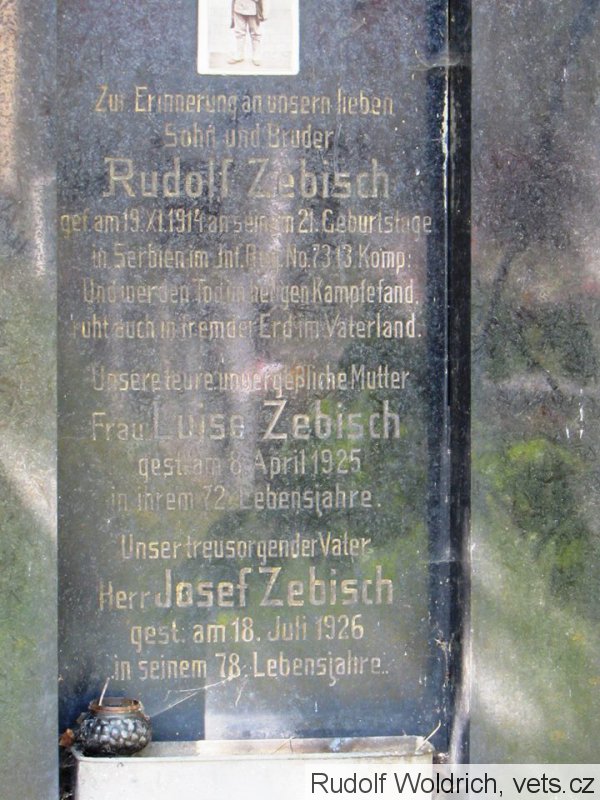 Zur Erinnerung an unsern lieben
Sohn und Bruder
Rudolf Zebisch
gef. am 19. XI. 1914 an seinem 21. Geburtstage
in Serbien im Inf. Reg. No. 73 13 Komp:
Und wer den Tod im heil'gen Kampfe fand,
ruht auch in fremder Erd im Vaterland.
Unsere teure unvergeßliche Mutter
Frau Luise Zebisch
gest. am 8. April 1925
in ihrem 72. Lebensjahre.
Unser treusorgender Vater
Herr Josef Zebisch
gest. am 18. Juli 1926
in seinem 78. Lebensjahre.
Rudolf Woldrich, vets.cz